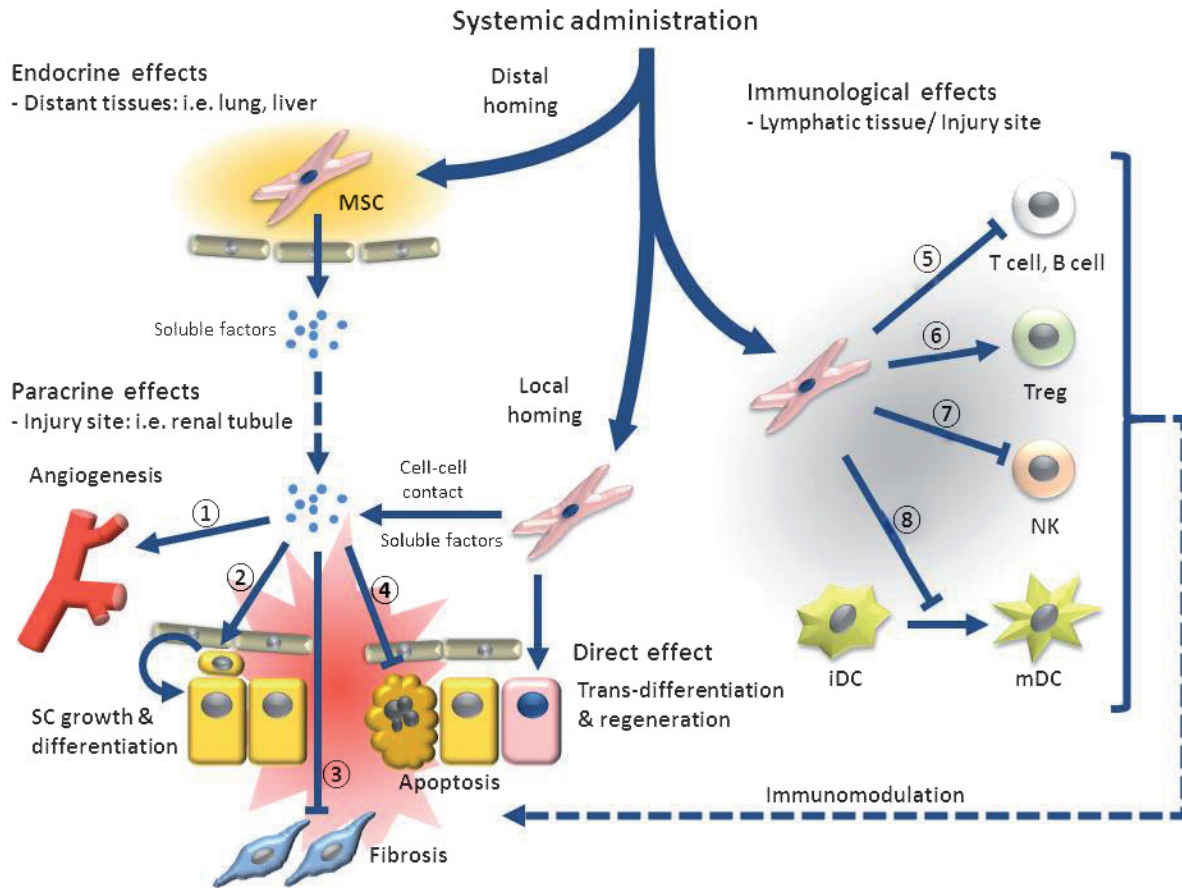 Systemic administration
Endocrine effects
- Distant tissues: i.e. lung, liver
Distal
homing
Immunological effects
- Lymphatic tissue/ Injury site
MSC
Soluble factors
Paracrine effects
- Injury site: i.e. renal tubule
Local
homing
Angiogenesis
Cell-cell
contact
Soluble factors
①
②
③
④
SC growth &
differentiation
Apoptosis
Fibrosis
Direct effect
Trans-differentiation
& regeneration
⑤
T cell, B cell
⑥
Treg
⑦
NK
⑧
iDC
mDC
Immunomodulation